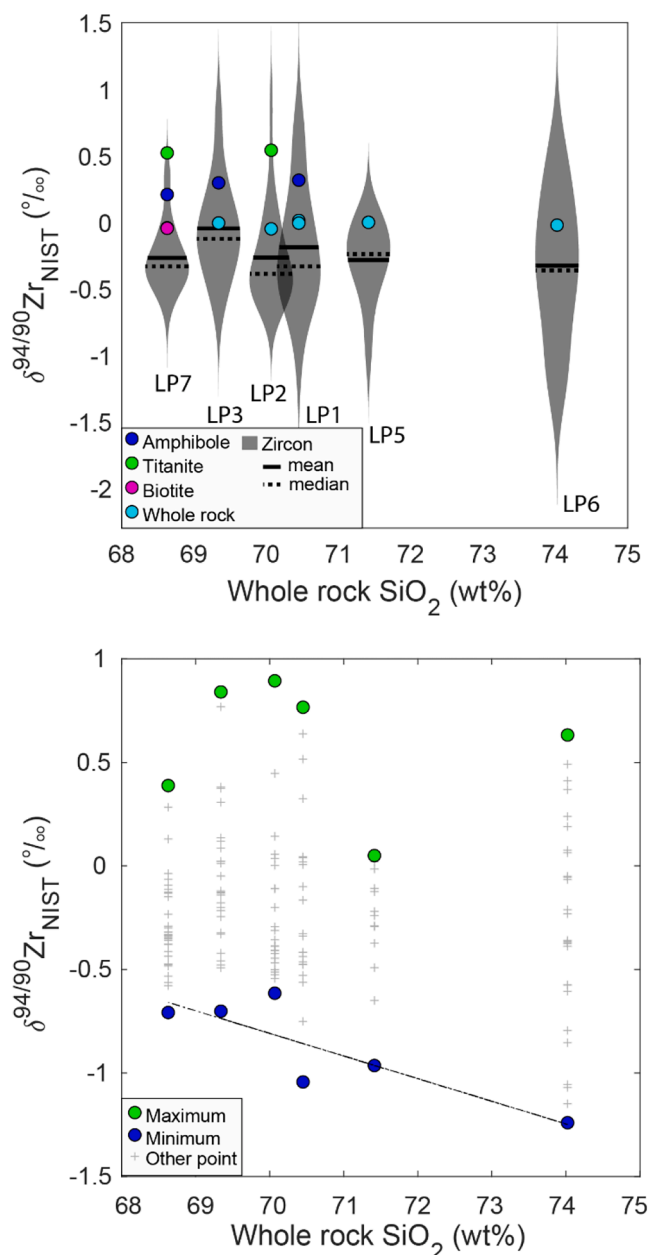 1.5
1
0.5
0
-0.5
-1
-1.5
-2
δ94/90ZrNIST (°/oo)
LP7
LP3
LP2
LP1
LP5
LP6
Amphibole
Titanite
Biotite
Whole rock
Zircon
mean
median
68 69 70 71 72 73 74 75
Whole rock SiO2 (wt%)
1
0.5
0
-0.5
-1
-1.5
δ94/90ZrNIST (°/oo)
Maximum
Minimum
Other point
68 69 70 71 72 73 74 75
Whole rock SiO2 (wt%)